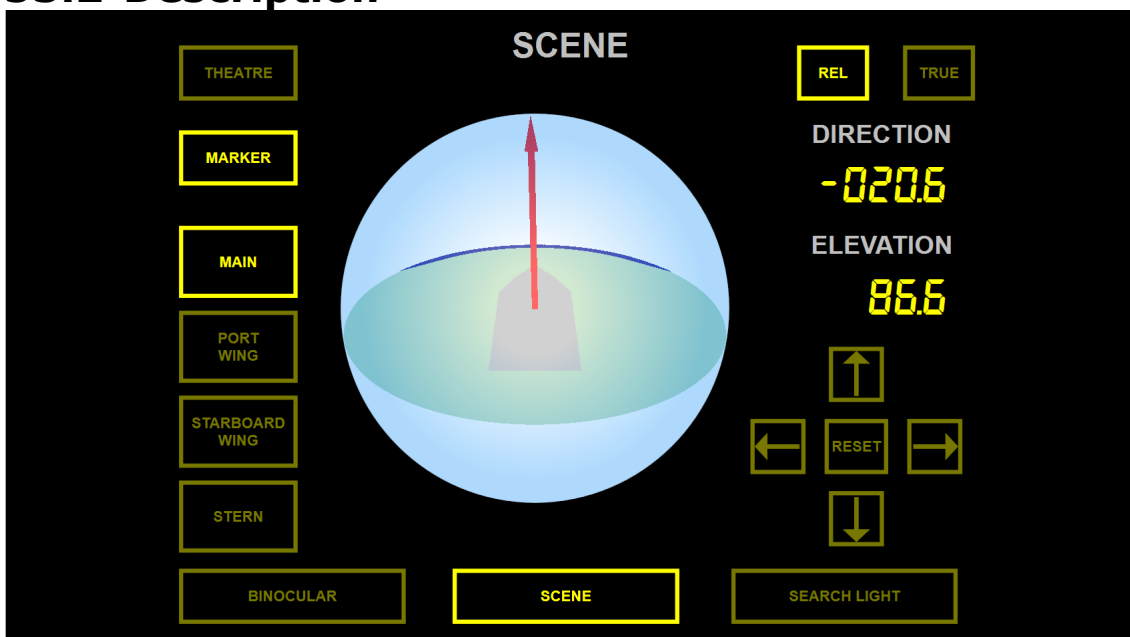 SCENE
THEATRE
REL
TRUE
MARKER
DIRECTION
-020.6
MAIN
ELEVATION
86.6
PORT
WING
STARBOARD
WING
RESET
STERN
BINOCULAR
SCENE
SEARCH LIGHT